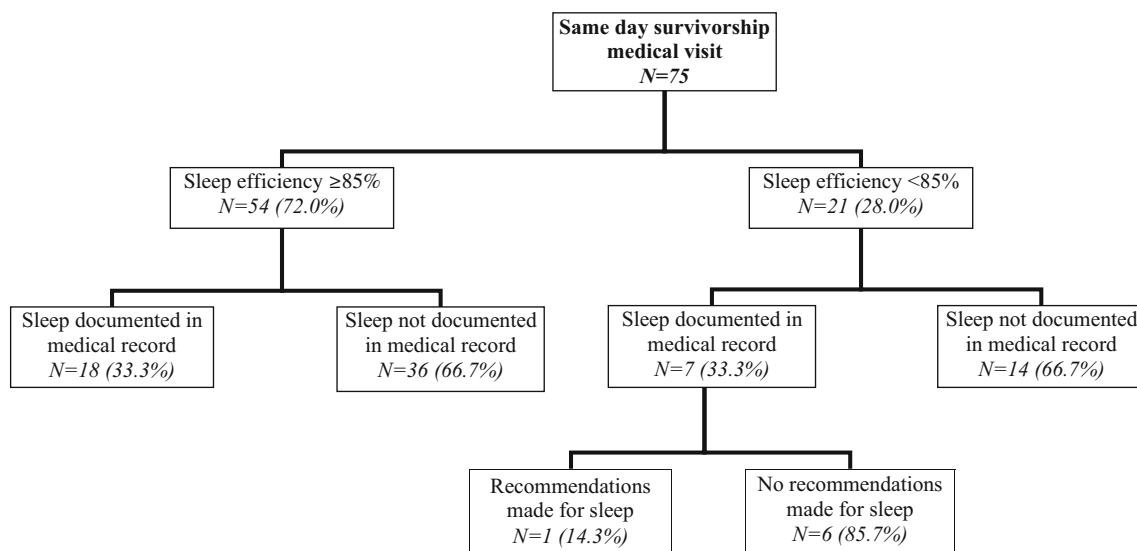 Same day survivorship
medical visit
N=75
Sleep efficiency ≥85%
N=54 (72.0%)
Sleep efficiency <85%
N=21 (28.0%)
Sleep documented in
medical record
N=18 (33.3%)
Sleep not documented
in medical record
N=36 (66.7%)
Sleep documented in
medical record
N=7 (33.3%)
Sleep not documented
in medical record
N=14 (66.7%)
Recommendations
made for sleep
N=1 (14.3%)
No recommendations
made for sleep
N=6 (85.7%)